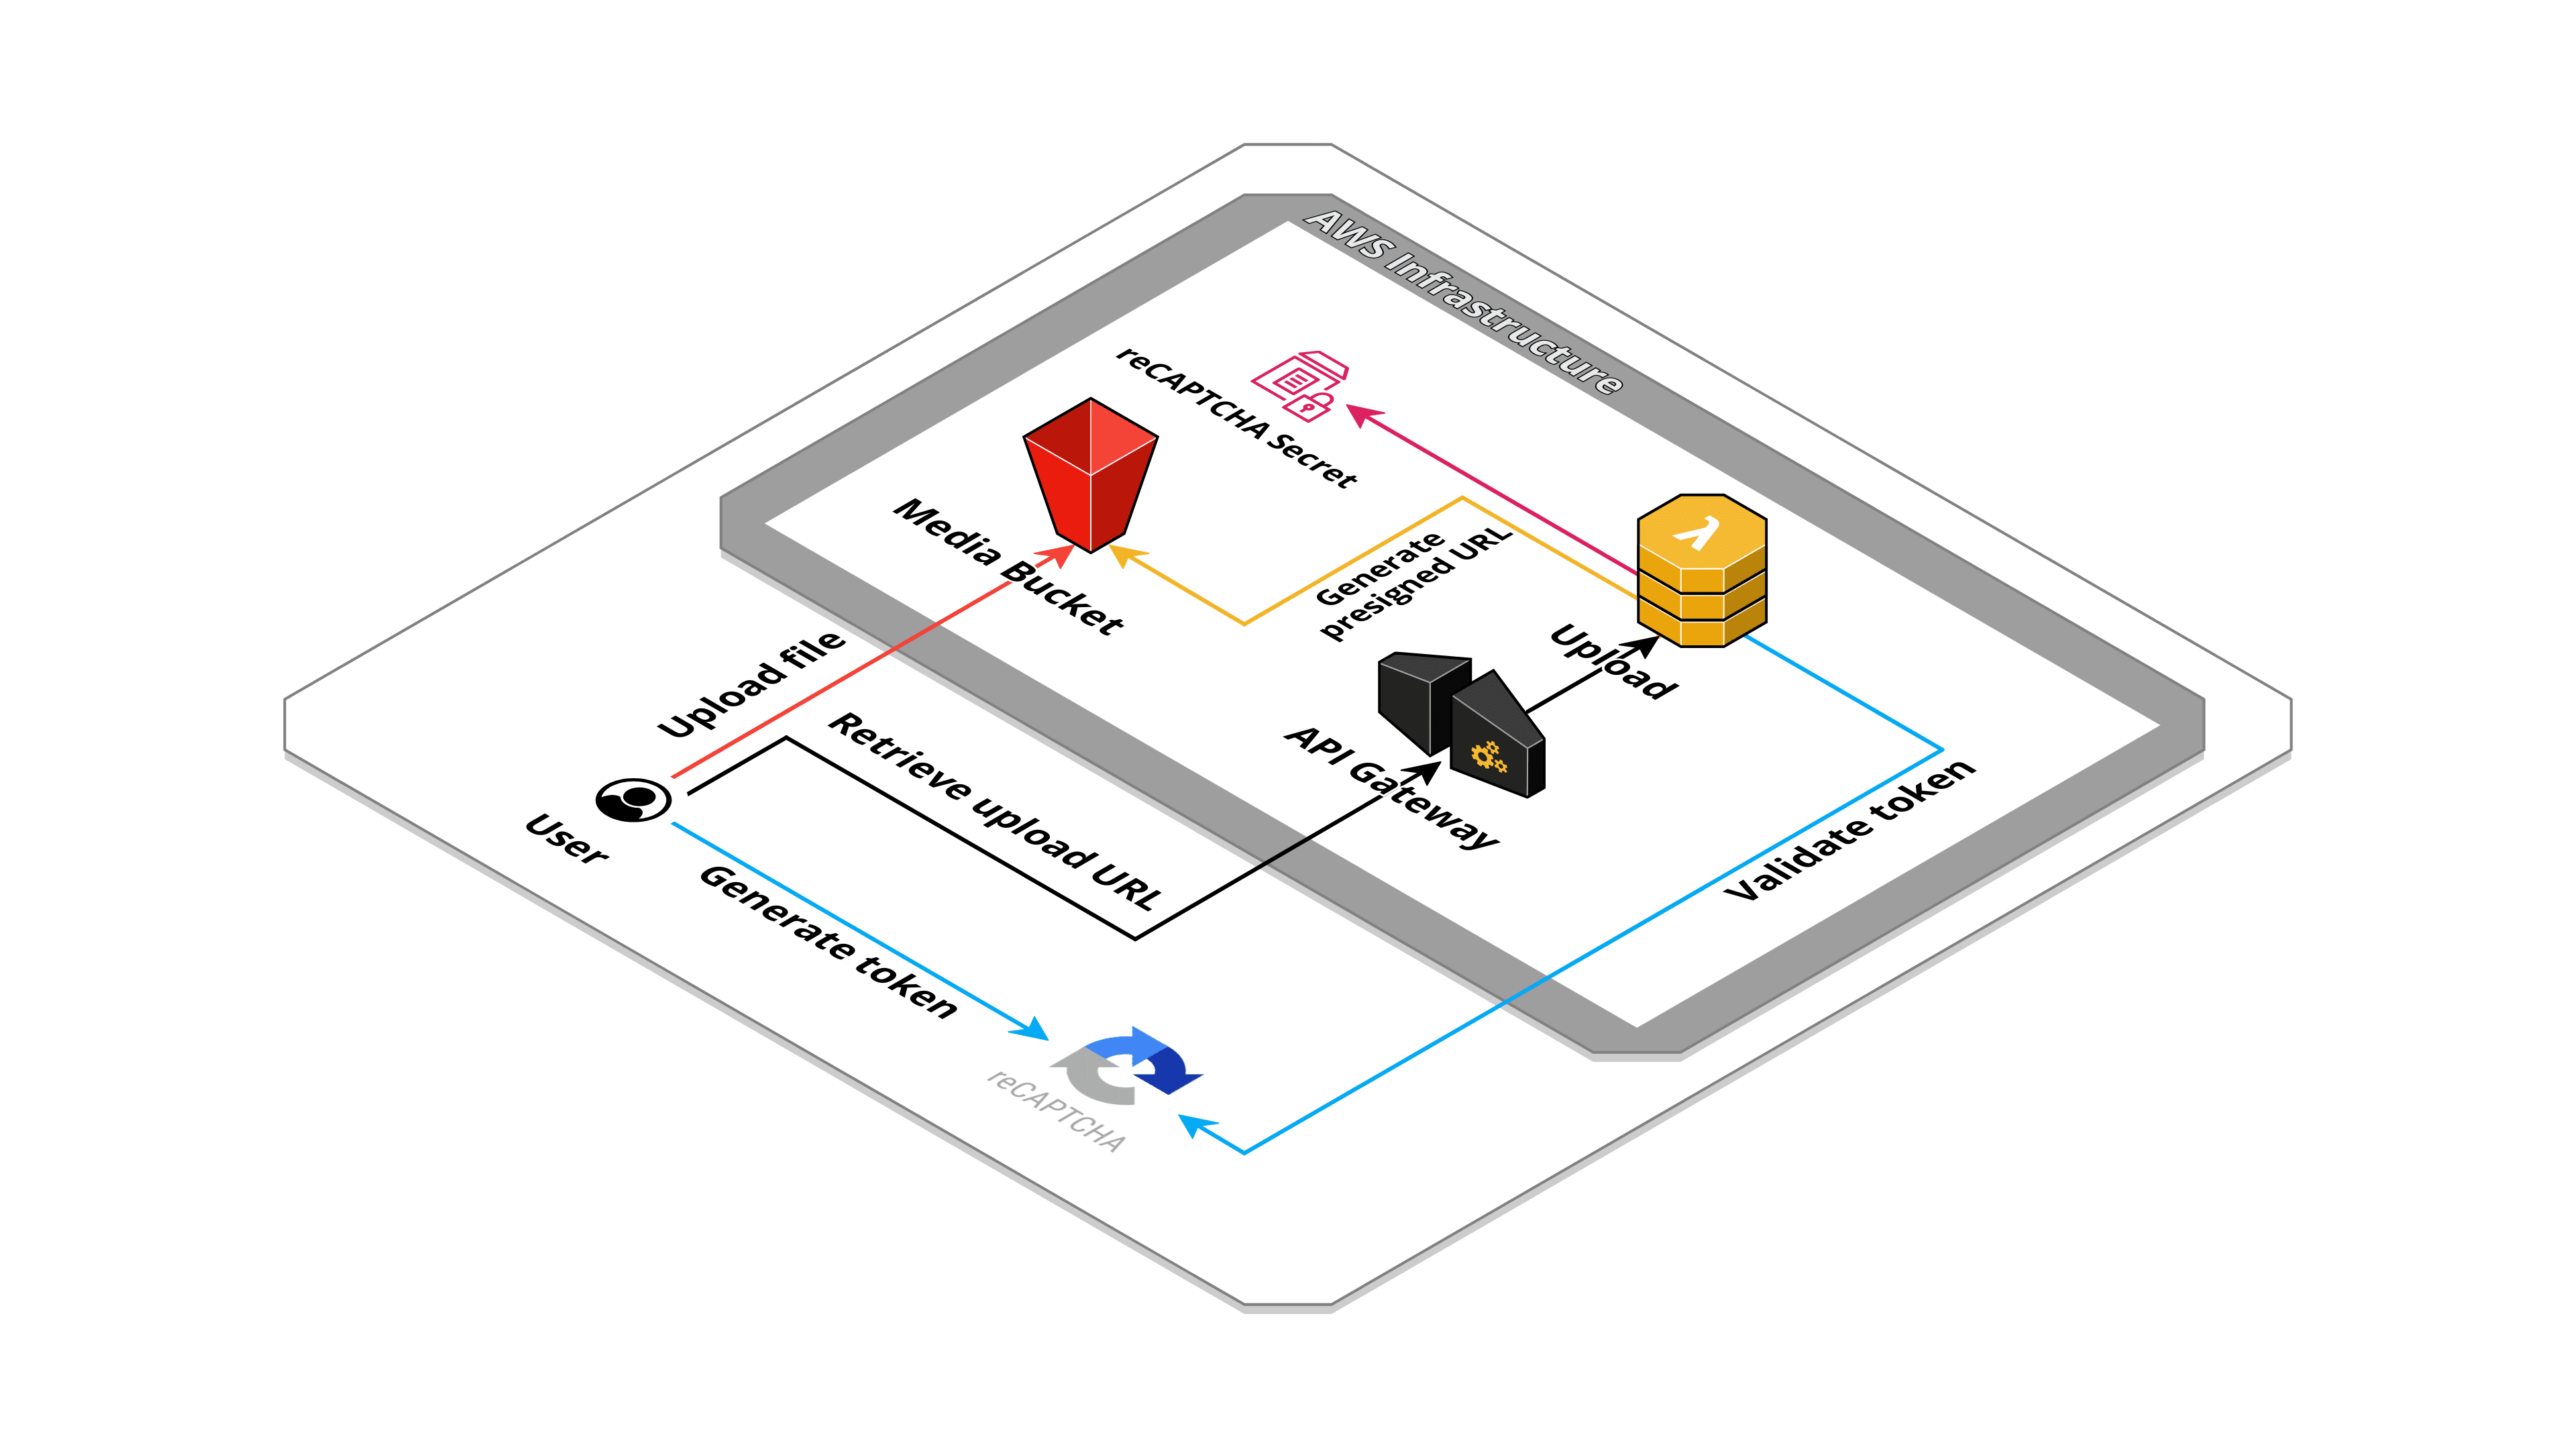 AWS Infrastructure
reCAPTCHA Secret
Media Bucket
Generate
presigned URL
Upload
Upload file
Retrieve upload URL
API Gateway
Validate token
User
Generate token
reCAPTCHA
λ